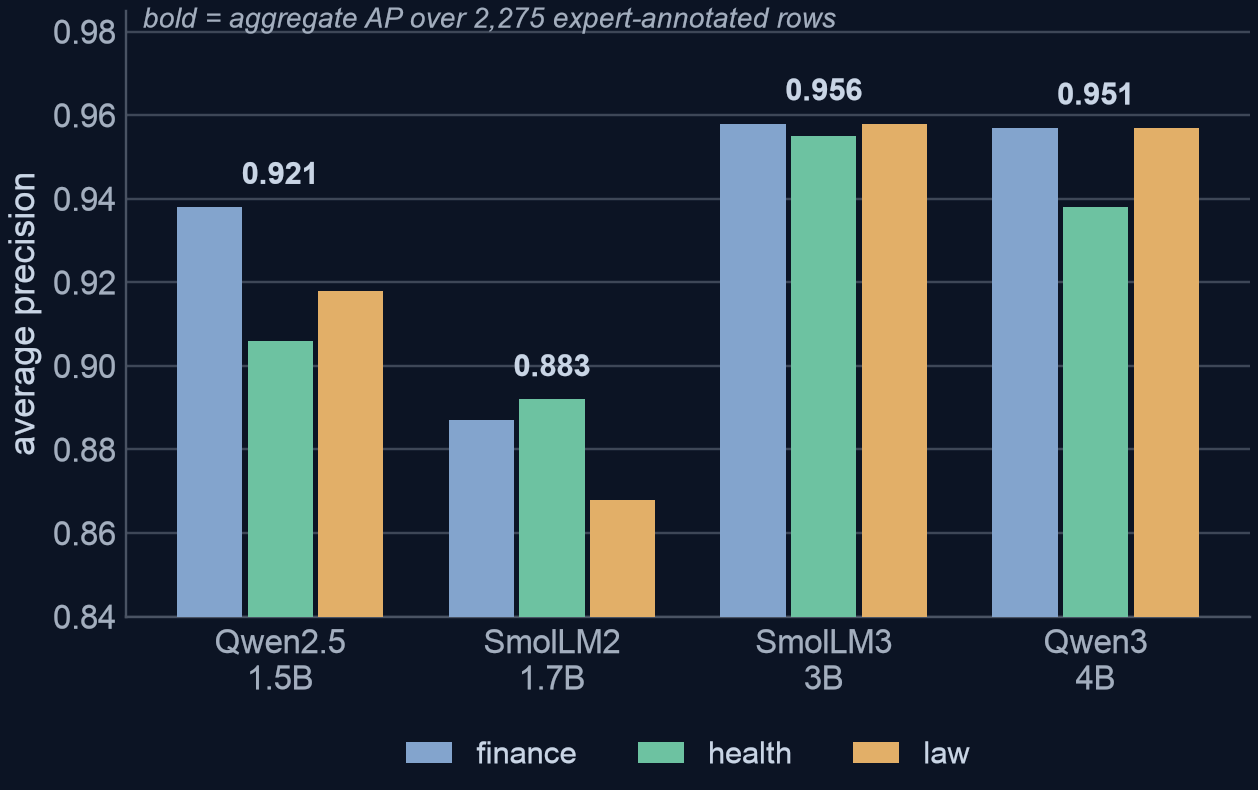 bold = aggregate AP over 2,275 expert-annotated rows
0.98
0.96
0.94
0.92
0.90
0.88
0.86
0.84
average precision
0.921
0.883
0.956
0.951
Qwen2.5
1.5B
SmolLM2
1.7B
SmolLM3
3B
Qwen3
4B
finance
health
law